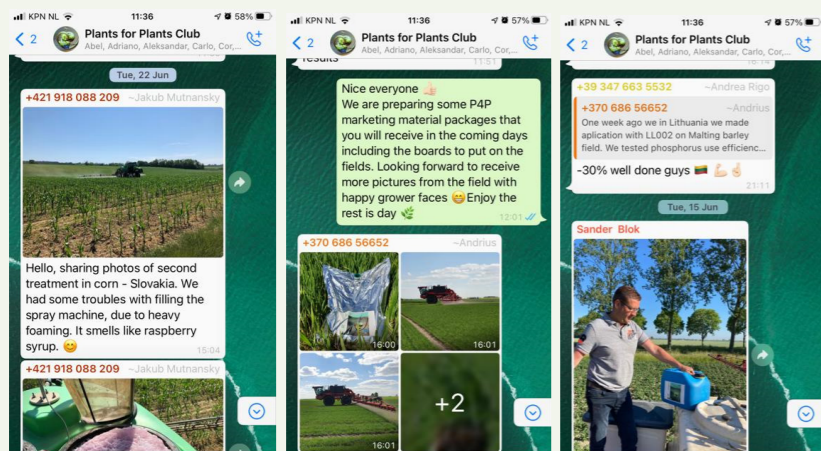 KPN NL 11:36 58%
2 Plants for Plants Club
Abel, Adriano, Aleksandar, Carlo, Cor,...
Tue, 22 Jun
+421 918 088 209 ~Jakub Mutnansky
Hello, sharing photos of second
treatment in corn - Slovakia. We
had some troubles with filling the
spray machine, due to heavy
foaming. It smells like raspberry
syrup. 😊
15:04
+421 918 088 209 ~Jakub Mutnansky
KPN NL 11:36 57%
2 Plants for Plants Club
Abel, Adriano, Aleksandar, Carlo, Cor,...
results
11:51
Nice everyone 👍🏻
We are preparing some P4P
marketing material packages that
you will receive in the coming days
including the boards to put on the
fields. Looking forward to receive
more pictures from the field with
happy grower faces 😁Enjoy the
rest is day 🌿
12:01
+370 686 56652 ~Andrius
16:00
16:01
16:01
+2
KPN NL 11:36 57%
2 Plants for Plants Club
Abel, Adriano, Aleksandar, Carlo, Cor,...
16:14
+39 347 663 5532 ~Andrea Rigo
+370 686 56652 ~Andrius
One week ago we in Lithuania we made
aplication with LL002 on Malting barley
field. We tested phosphorus use efficienc...
-30% well done guys 🇱🇹 💪🏻 ☝🏻
21:11
Tue, 15 Jun
Sander Blok